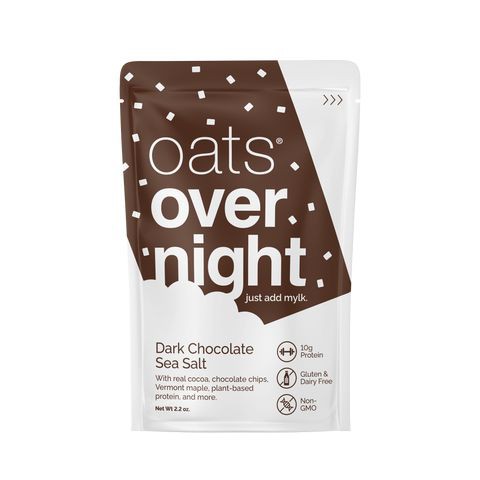 oats®
over
night
just add mylk.
Dark Chocolate
Sea Salt
With real cocoa, chocolate chips,
Vermont maple, plant-based
protein, and more.
Net Wt 2.2 oz.
10g
Protein
Gluten &
Dairy Free
Non-
GMO